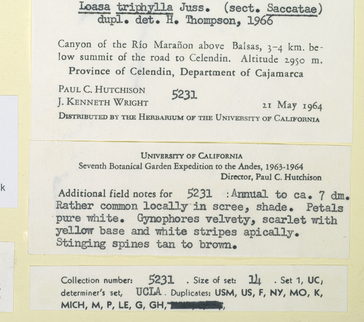 Loasa triphylla Juss. (sect. Saccatae)
dupl. det. H. Thompson, 1966
Canyon of the Río Marañon above Balsas, 3-4 km. be-
low summit of the road to Celendin. Altitude 2950 m.
Province of Celendin, Department of Cajamarca
PAUL C. HUTCHISON
J. KENNETH WRIGHT
5231
21 May 1964
DISTRIBUTED BY THE HERBARIUM OF THE UNIVERSITY OF CALIFORNIA
UNIVERSITY OF CALIFORNIA
Seventh Botanical Garden Expedition to the Andes, 1963-1964
Director, Paul C. Hutchison
Additional field notes for 5231 :Annual to ca. 7 dm.
Rather common locally in scree, shade. Petals
pure white. Gynophores velvety, scarlet with
yellow base and white stripes apically.
Stinging spines tan to brown.
Collection number: 5231 . Size of set: 14 . Set 1, UC;
determiner's set, UCLA . Duplicates: USM, US, F, NY, MO, K,
MICH, M, P, LE, G, GH,
k